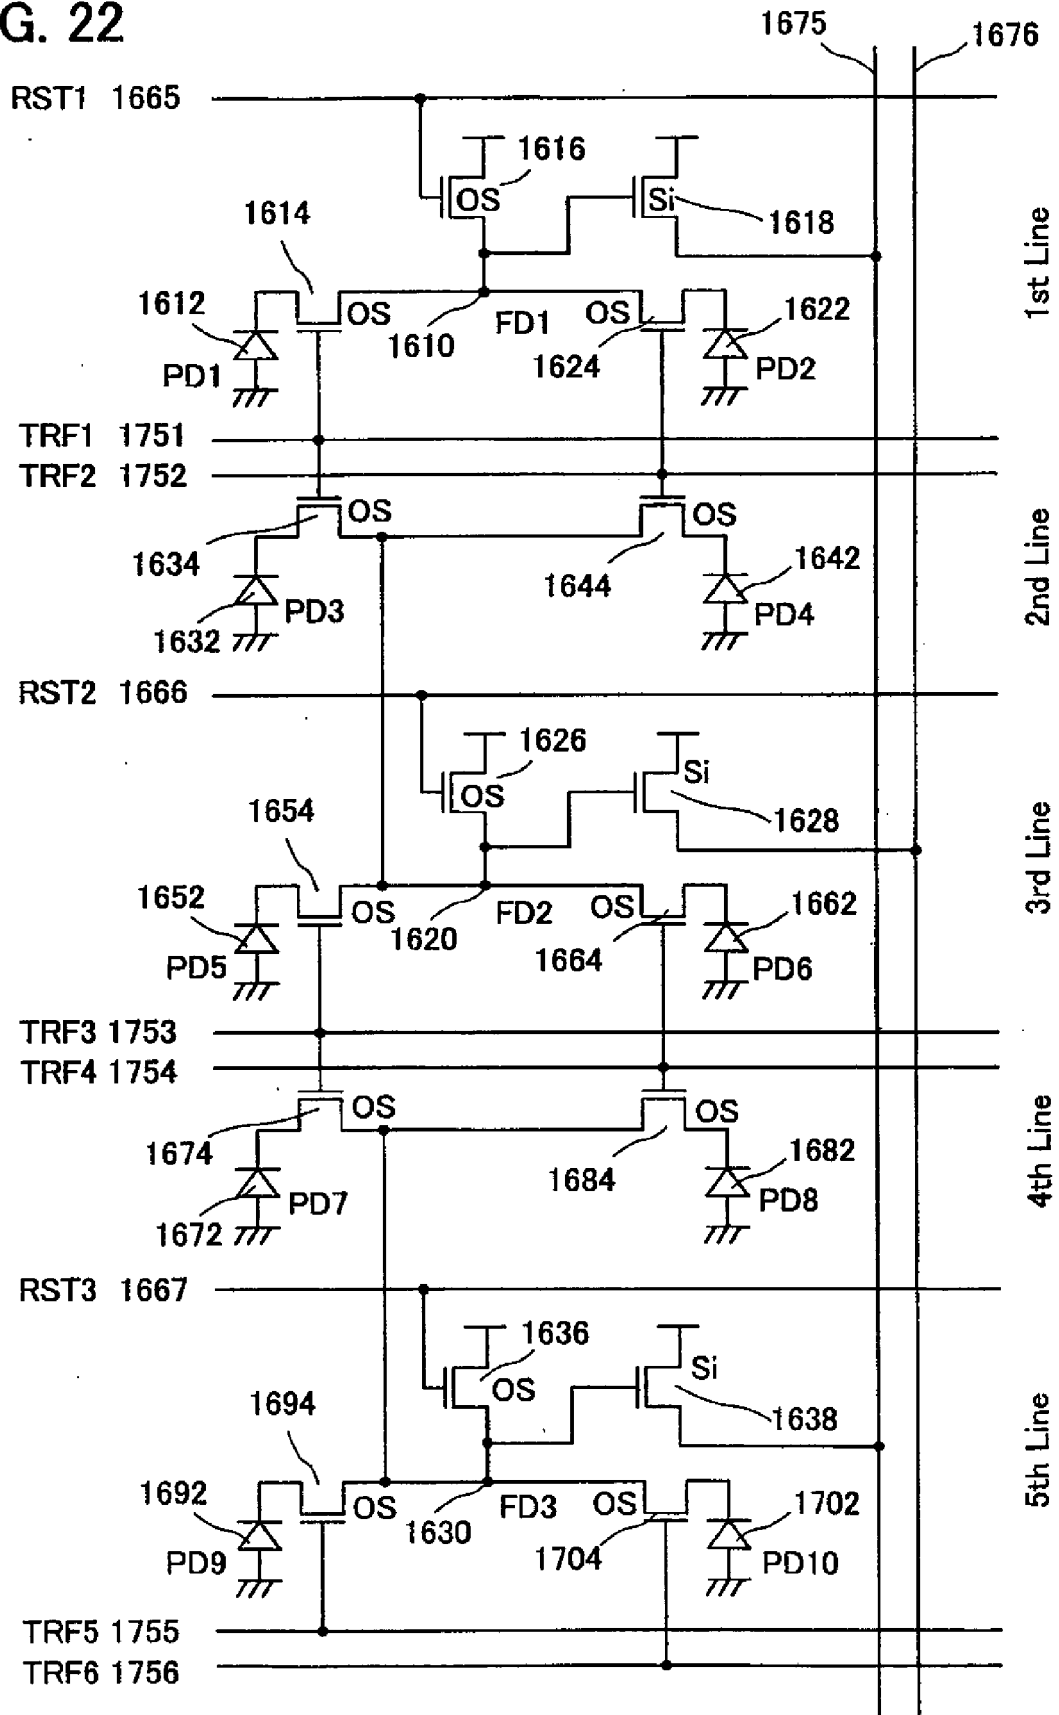 G. 22
1675
1676
RST1 1665
1616
OS
Si
1618
1614
1612
OS
FD1
OS
1622
1610
1624
PD1
PD2
1st Line
TRF1 1751
TRF2 1752
OS
OS
1634
1644
1642
PD3
PD4
1632
2nd Line
RST2 1666
1626
Si
OS
1628
1654
1652
OS
FD2
OS
1662
1620
1664
PD5
PD6
3rd Line
TRF3 1753
TRF4 1754
OS
OS
1674
1684
1682
PD7
PD8
1672
4th Line
RST3 1667
1636
Si
OS
1638
1694
1692
OS
FD3
OS
1702
1630
1704
PD9
PD10
5th Line
TRF5 1755
TRF6 1756